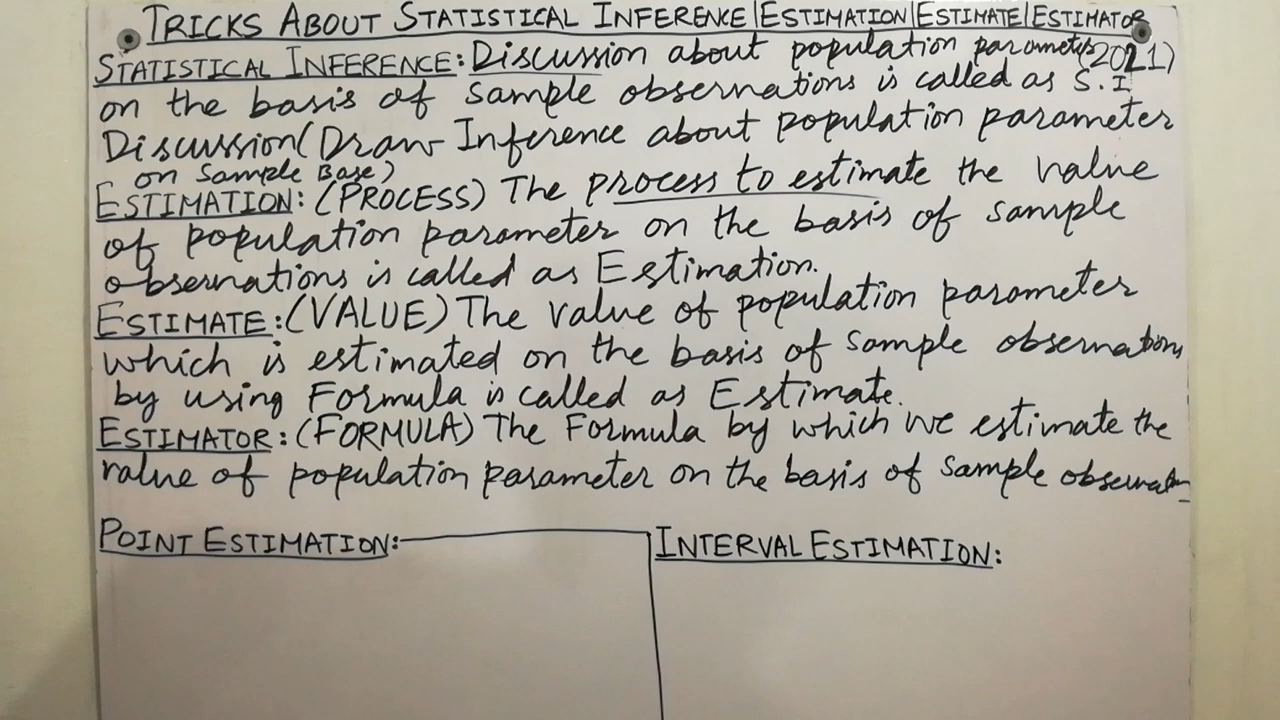 TRICKS ABOUT STATISTICAL INFERENCE|ESTIMATION|ESTIMATE|ESTIMATOR
STATISTICAL INFERENCE: Discussion about population parameter (2021)
on the basis of sample observations is called as S.I
Discussion (Draw Inference about population parameter
on Sample Base)
ESTIMATION: (PROCESS) The process to estimate the value
of population parameter on the basis of sample
observations is called as Estimation.
ESTIMATE: (VALUE) The value of population parameter
which is estimated on the basis of sample observations
by using Formula is called as Estimate.
ESTIMATOR: (FORMULA) The Formula by which we estimate the
value of population parameter on the basis of sample observation
POINT ESTIMATION:
INTERVAL ESTIMATION: